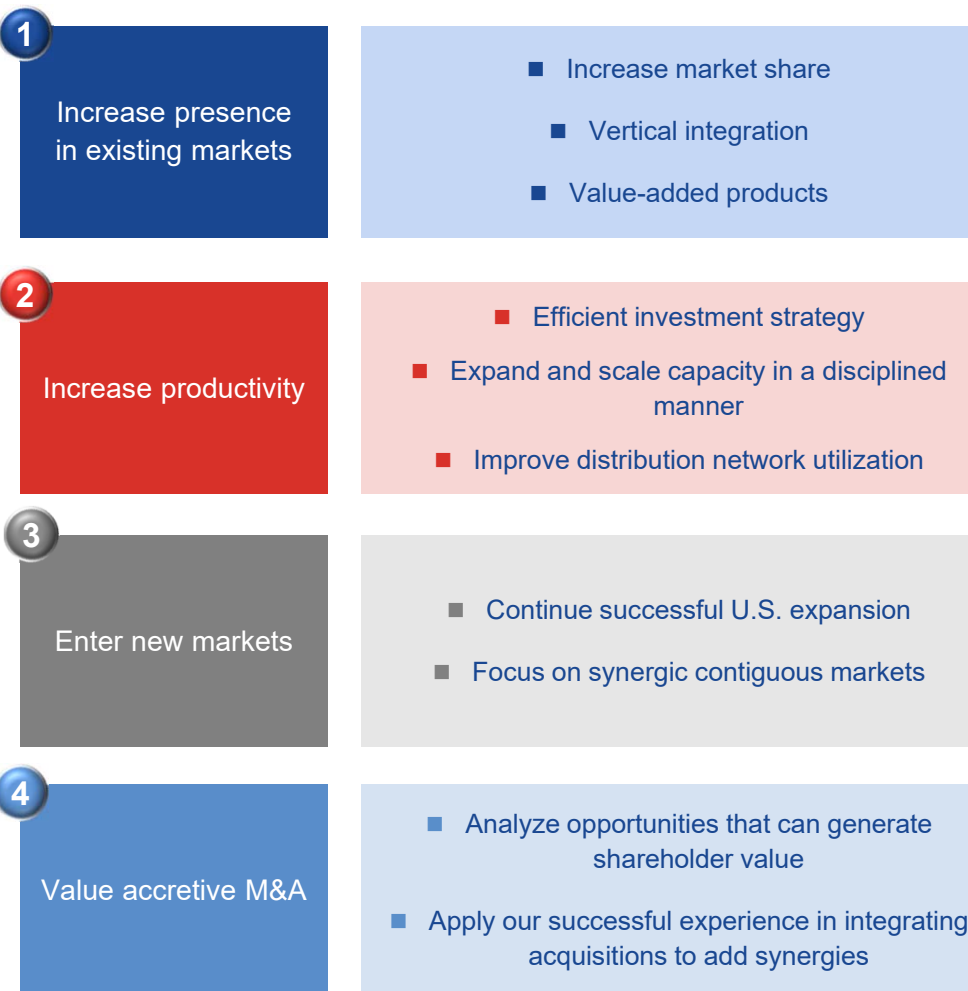 1
Increase presence
in existing markets
■ Increase market share
■ Vertical integration
■ Value-added products
2
Increase productivity
■ Efficient investment strategy
■ Expand and scale capacity in a disciplined
manner
■ Improve distribution network utilization
3
Enter new markets
■ Continue successful U.S. expansion
■ Focus on synergic contiguous markets
4
Value accretive M&A
■ Analyze opportunities that can generate
shareholder value
■ Apply our successful experience in integrating
acquisitions to add synergies